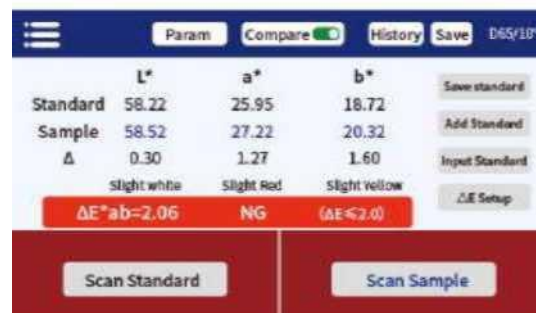 Param Compare History Save D65/10°
L* a* b*
Save standard
Standard 58.22 25.95 18.72
Add Standard
Sample 58.52 27.22 20.32
Δ 0.30 1.27 1.60
Input Standard
Slight white Slight Red Slight Yellow
△E Setup
ΔE*ab=2.06 NG (ΔE≤2.0)
Scan Standard Scan Sample